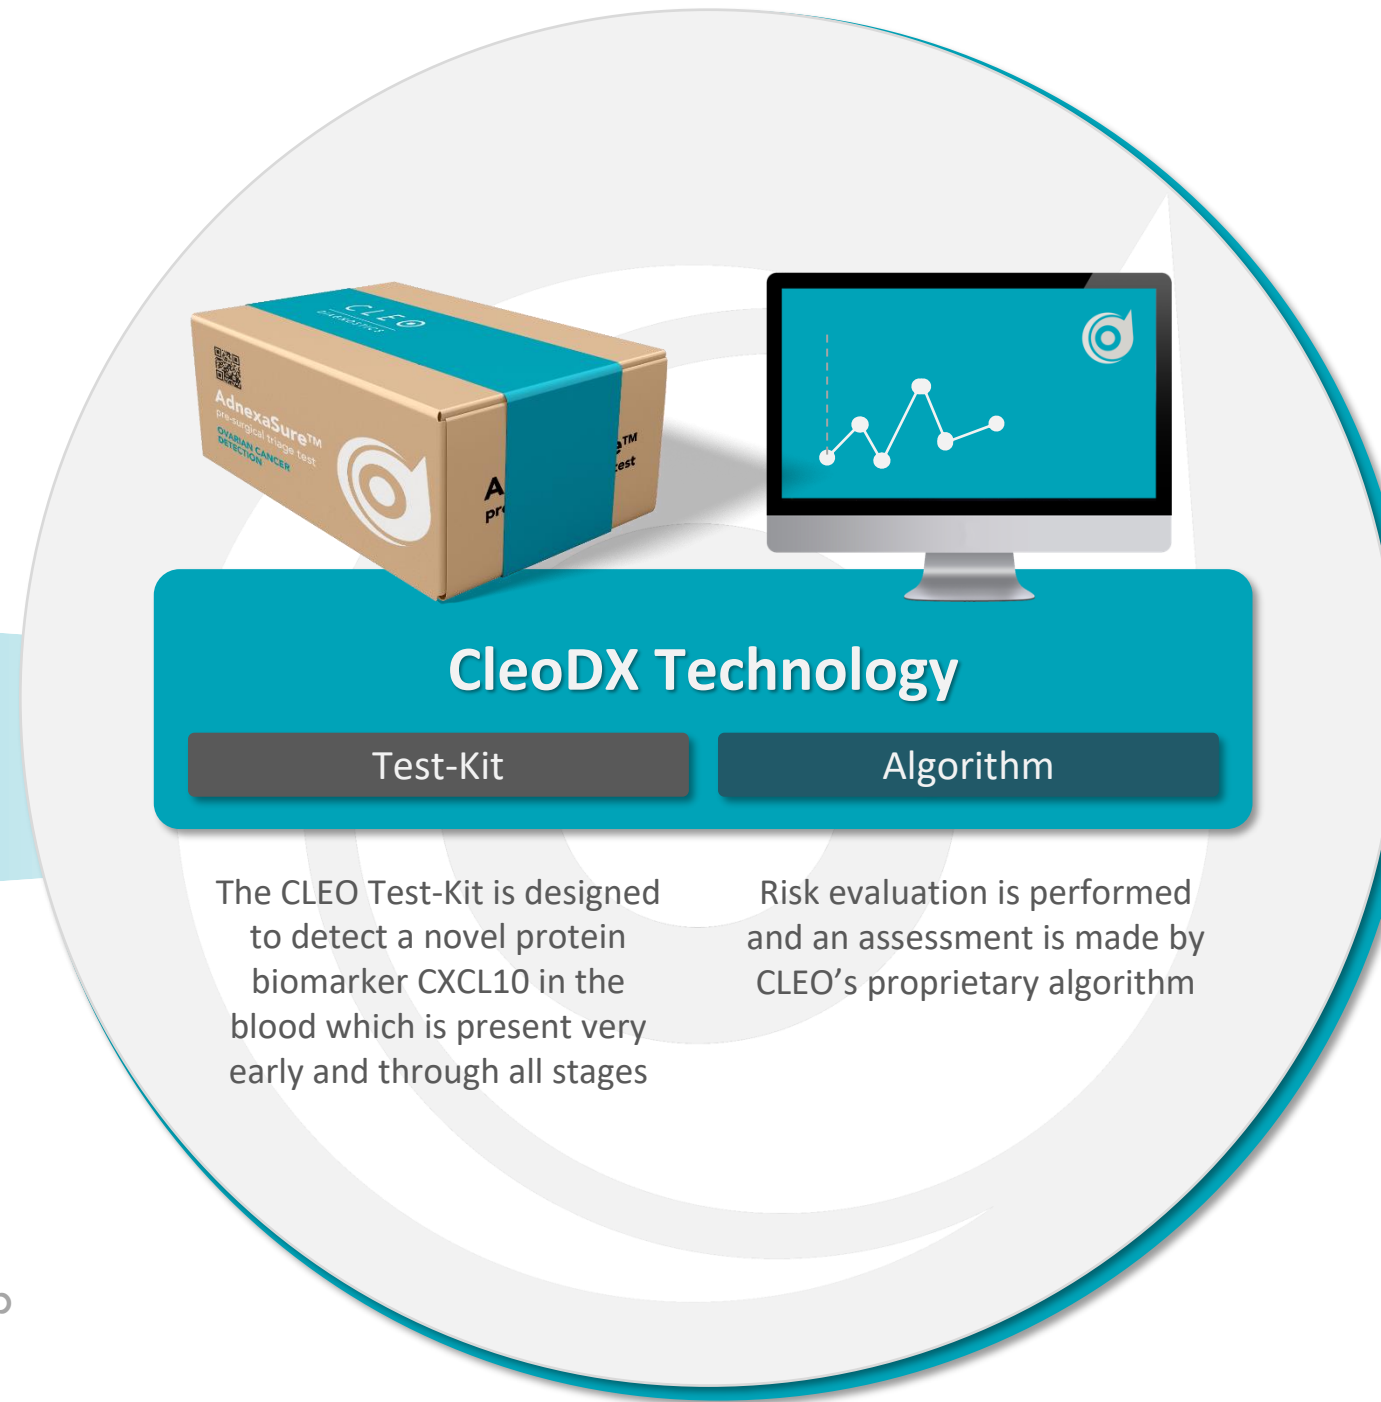 CLEO
DIAGNOSTICS
AdnexaSure™
pre-surgical triage test
OVARIAN CANCER
DETECTION
CleoDX Technology
Test-Kit
Algorithm
The CLEO Test-Kit is designed
to detect a novel protein
biomarker CXCL10 in the
blood which is present very
early and through all stages
Risk evaluation is performed
and an assessment is made by
CLEO’s proprietary algorithm